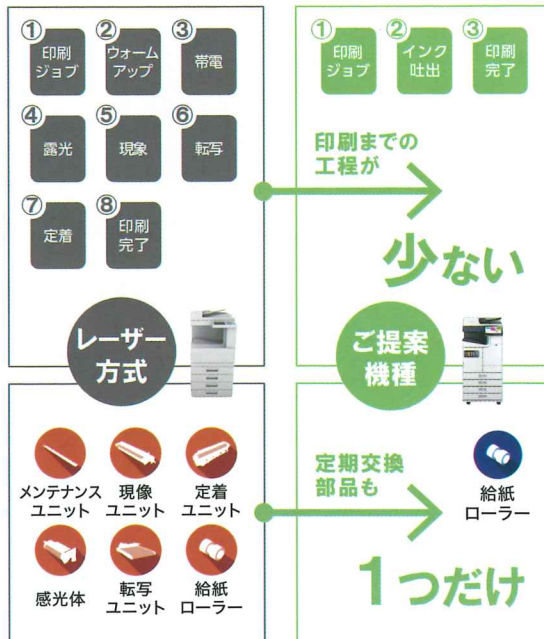 ①
印刷
ジョブ
②
ウォーム
アップ
③
帯電
④
露光
⑤
現象
⑥
転写
⑦
定着
⑧
印刷
完了
レーザー
方式
①
印刷
ジョブ
②
インク
吐出
③
印刷
完了
印刷までの
工程が
少ない
ご提案
機種
メンテナンス
ユニット
現像
ユニット
定着
ユニット
感光体
転写
ユニット
給紙
ローラー
定期交換
部品も
給紙
ローラー
1つだけ